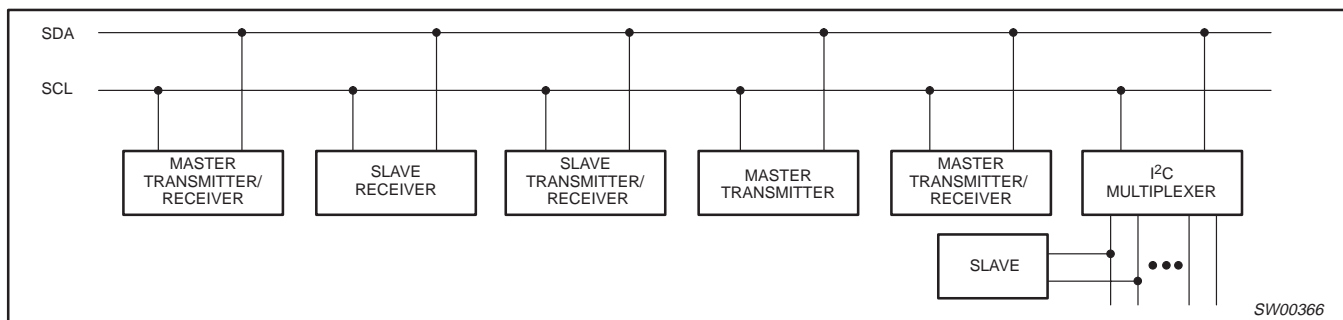 SDA
SCL
MASTER
TRANSMITTER/
RECEIVER
SLAVE
RECEIVER
SLAVE
TRANSMITTER/
RECEIVER
MASTER
TRANSMITTER
MASTER
TRANSMITTER/
RECEIVER
I²C
MULTIPLEXER
SLAVE
SW00366